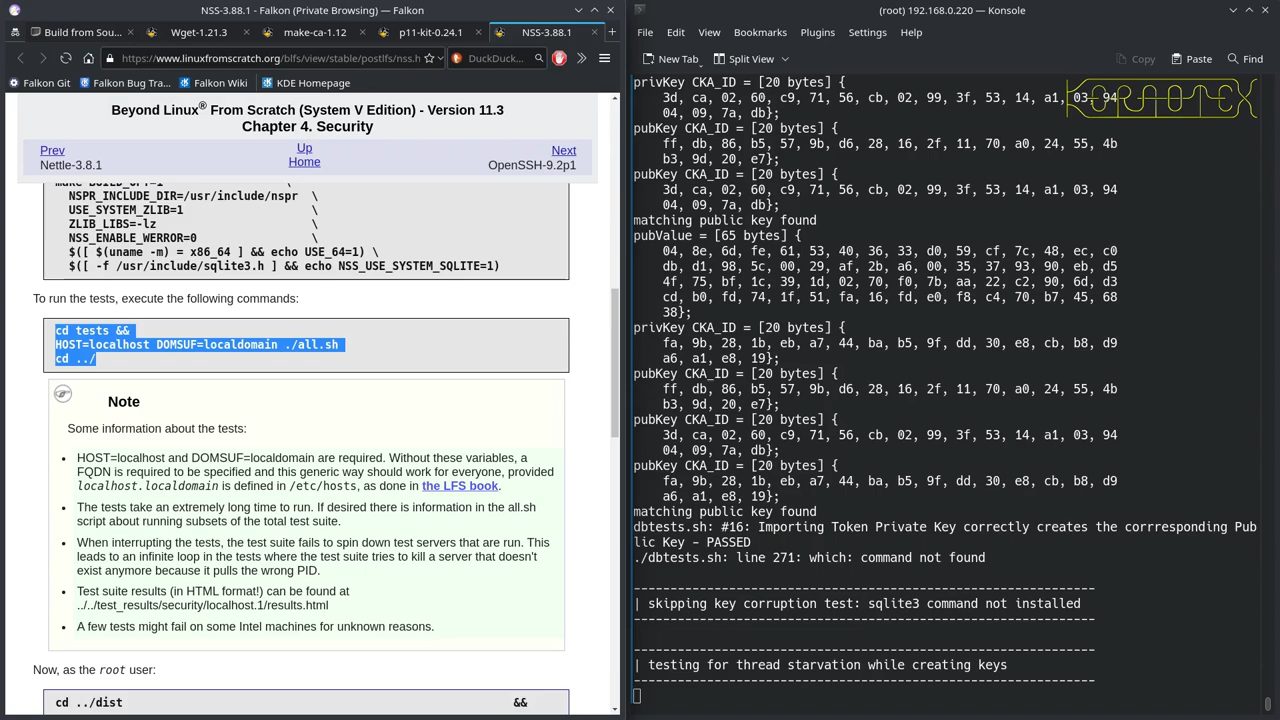 NSS-3.88.1 - Falkon (Private Browsing) — Falkon
Build from Sou...
Wget-1.21.3
make-ca-1.12
p11-kit-0.24.1
NSS-3.88.1
https://www.linuxfromscratch.org/blfs/view/stable/postlfs/nss.h
DuckDuck
Falkon Git
Falkon Bug Tra...
Falkon Wiki
KDE Homepage
Beyond Linux® From Scratch (System V Edition) - Version 11.3
Chapter 4. Security
Prev
Up
Next
Nettle-3.8.1
Home
OpenSSH-9.2p1
make BUILD_OPT=1 \
NSPR_INCLUDE_DIR=/usr/include/nspr \
USE_SYSTEM_ZLIB=1 \
ZLIB_LIBS=-lz \
NSS_ENABLE_WERROR=0 \
$([ $(uname -m) = x86_64 ] && echo USE_64=1) \
$([ -f /usr/include/sqlite3.h ] && echo NSS_USE_SYSTEM_SQLITE=1)
To run the tests, execute the following commands:
cd tests &&
HOST=localhost DOMSUF=localdomain ./all.sh
cd ../
Note
Some information about the tests:
• HOST=localhost and DOMSUF=localdomain are required. Without these variables, a
FQDN is required to be specified and this generic way should work for everyone, provided
localhost.localdomain is defined in /etc/hosts, as done in the LFS book.
• The tests take an extremely long time to run. If desired there is information in the all.sh
script about running subsets of the total test suite.
• When interrupting the tests, the test suite fails to spin down test servers that are run. This
leads to an infinite loop in the tests where the test suite tries to kill a server that doesn't
exist anymore because it pulls the wrong PID.
• Test suite results (in HTML format!) can be found at
../../test_results/security/localhost.1/results.html
• A few tests might fail on some Intel machines for unknown reasons.
Now, as the root user:
cd ../dist &&
(root) 192.168.0.220 — Konsole
File Edit View Bookmarks Plugins Settings Help
New Tab
Split View
Copy
Paste
Find
KORAOTEX
privKey CKA_ID = [20 bytes] {
3d, ca, 02, 60, c9, 71, 56, cb, 02, 99, 3f, 53, 14, a1, 03, 94
04, 09, 7a, db};
pubKey CKA_ID = [20 bytes] {
ff, db, 86, b5, 57, 9b, d6, 28, 16, 2f, 11, 70, a0, 24, 55, 4b
b3, 9d, 20, e7};
pubKey CKA_ID = [20 bytes] {
3d, ca, 02, 60, c9, 71, 56, cb, 02, 99, 3f, 53, 14, a1, 03, 94
04, 09, 7a, db};
matching public key found
pubValue = [65 bytes] {
04, 8e, 6d, fe, 61, 53, 40, 36, 33, d0, 59, cf, 7c, 48, ec, c0
db, d1, 98, 5c, 00, 29, af, 2b, a6, 00, 35, 37, 93, 90, eb, d5
4f, 75, bf, 1c, 39, 1d, 02, 70, f0, 7b, aa, 22, c2, 90, 6d, d3
cd, b0, fd, 74, 1f, 51, fa, 16, fd, e0, f8, c4, 70, b7, 45, 68
38};
privKey CKA_ID = [20 bytes] {
fa, 9b, 28, 1b, eb, a7, 44, ba, b5, 9f, dd, 30, e8, cb, b8, d9
a6, a1, e8, 19};
pubKey CKA_ID = [20 bytes] {
ff, db, 86, b5, 57, 9b, d6, 28, 16, 2f, 11, 70, a0, 24, 55, 4b
b3, 9d, 20, e7};
pubKey CKA_ID = [20 bytes] {
3d, ca, 02, 60, c9, 71, 56, cb, 02, 99, 3f, 53, 14, a1, 03, 94
04, 09, 7a, db};
pubKey CKA_ID = [20 bytes] {
fa, 9b, 28, 1b, eb, a7, 44, ba, b5, 9f, dd, 30, e8, cb, b8, d9
a6, a1, e8, 19};
matching public key found
dbtests.sh: #16: Importing Token Private Key correctly creates the corrresponding Pub
lic Key - PASSED
./dbtests.sh: line 271: which: command not found
---------------------------------------------------------------
| skipping key corruption test: sqlite3 command not installed
---------------------------------------------------------------
---------------------------------------------------------------
| testing for thread starvation while creating keys
---------------------------------------------------------------